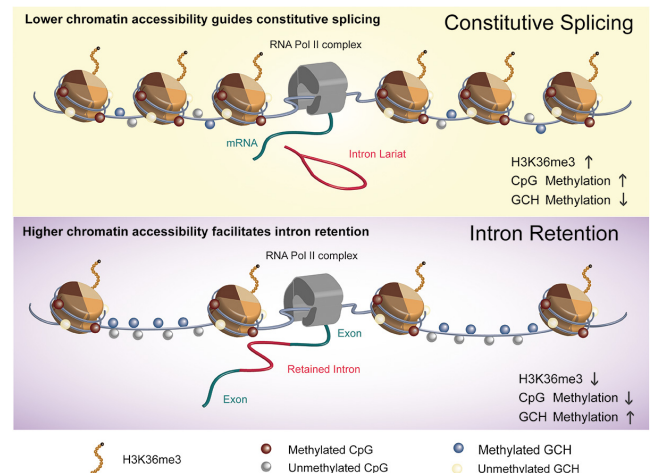 Lower chromatin accessibility guides constitutive splicing
Constitutive Splicing
RNA Pol II complex
mRNA
Intron Lariat
H3K36me3 ↑
CpG Methylation ↑
GCH Methylation ↓
Higher chromatin accessibility facilitates intron retention
Intron Retention
RNA Pol II complex
Exon
Retained Intron
Exon
H3K36me3 ↓
CpG Methylation ↓
GCH Methylation ↑
H3K36me3
Methylated CpG
Methylated GCH
Unmethylated CpG
Unmethylated GCH